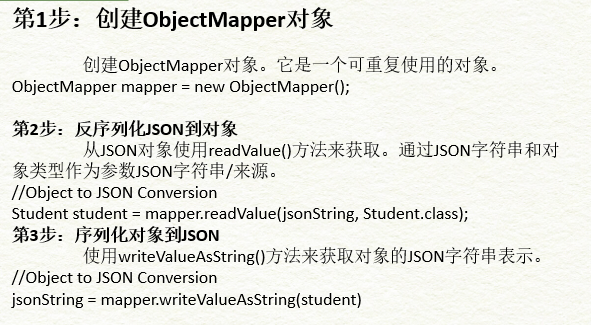 第1步：创建ObjectMapper对象
创建ObjectMapper对象。它是一个可重复使用的对象。
ObjectMapper mapper = new ObjectMapper();
第2步：反序列化JSON到对象
从JSON对象使用readValue()方法来获取。通过JSON字符串和对
象类型作为参数JSON字符串/来源。
//Object to JSON Conversion
Student student = mapper.readValue(jsonString, Student.class);
第3步：序列化对象到JSON
使用writeValueAsString()方法来获取对象的JSON字符串表示。
//Object to JSON Conversion
jsonString = mapper.writeValueAsString(student)